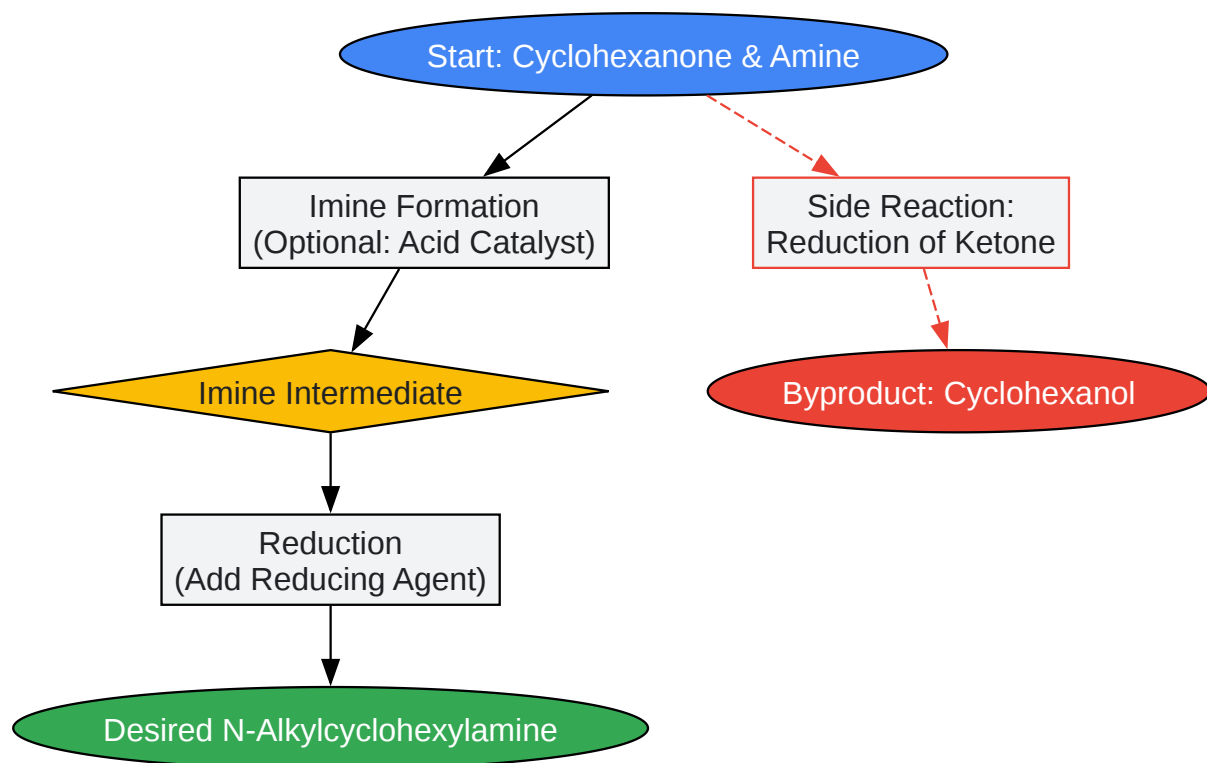 Start: Cyclohexanone & Amine
Imine Formation
(Optional: Acid Catalyst)
Side Reaction:
Reduction of Ketone
Imine Intermediate
Byproduct: Cyclohexanol
Reduction
(Add Reducing Agent)
Desired N-Alkylcyclohexylamine